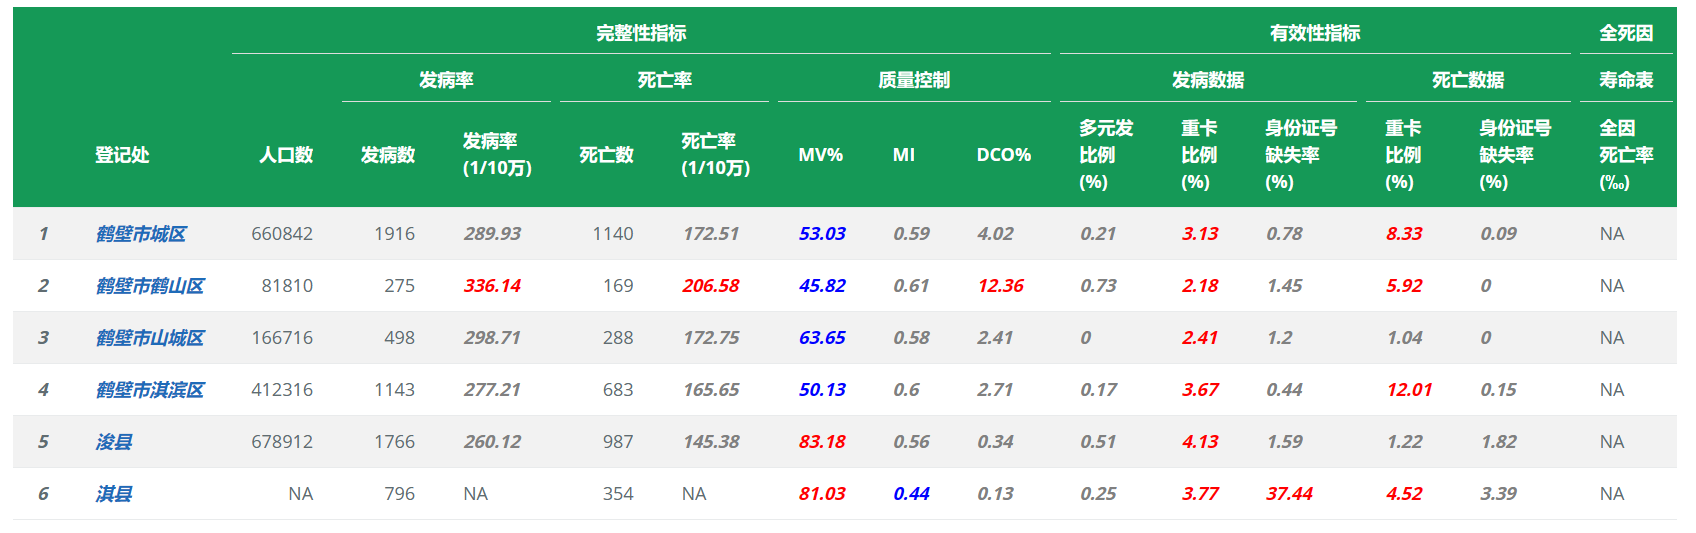 完整性指标 有效性指标 全死因
发病率 死亡率 质量控制 发病数据 死亡数据 寿命表
登记处 人口数 发病数 发病率 (1/10万) 死亡数 死亡率 (1/10万) MV% MI DCO% 多元发比例 (%) 重卡比例 (%) 身份证号缺失率 (%) 重卡比例 (%) 身份证号缺失率 (%) 全因死亡率 (‰)
1 鹤壁市城区 660842 1916 289.93 1140 172.51 53.03 0.59 4.02 0.21 3.13 0.78 8.33 0.09 NA
2 鹤壁市鹤山区 81810 275 336.14 169 206.58 45.82 0.61 12.36 0.73 2.18 1.45 5.92 0 NA
3 鹤壁市山城区 166716 498 298.71 288 172.75 63.65 0.58 2.41 0 2.41 1.2 1.04 0 NA
4 鹤壁市淇滨区 412316 1143 277.21 683 165.65 50.13 0.6 2.71 0.17 3.67 0.44 12.01 0.15 NA
5 浚县 678912 1766 260.12 987 145.38 83.18 0.56 0.34 0.51 4.13 1.59 1.22 1.82 NA
6 淇县 NA 796 NA 354 NA 81.03 0.44 0.13 0.25 3.77 37.44 4.52 3.39 NA